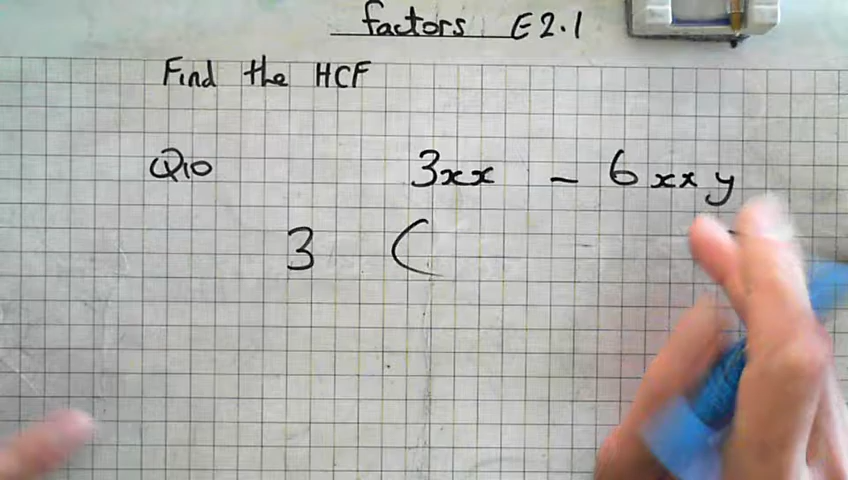 factors E2.1
Find the HCF
Q10 3xx - 6xxy
3 (